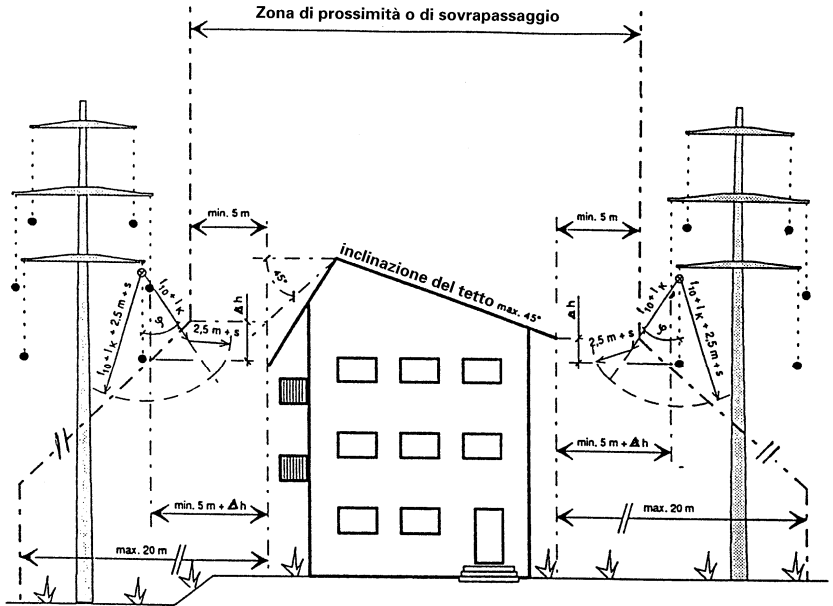 Zona di prossimità o di sovrapassaggio
min. 5 m
min. 5 m
inclinazione del tetto max. 45°
45°
Δh
Δh
f10 + lK
f10 + lK + 2,5 m + s
φ
2,5 m + s
f10 + lK
f10 + lK + 2,5 m + s
φ
2,5 m + s
min. 5 m + Δh
min. 5 m + Δh
max. 20 m
max. 20 m